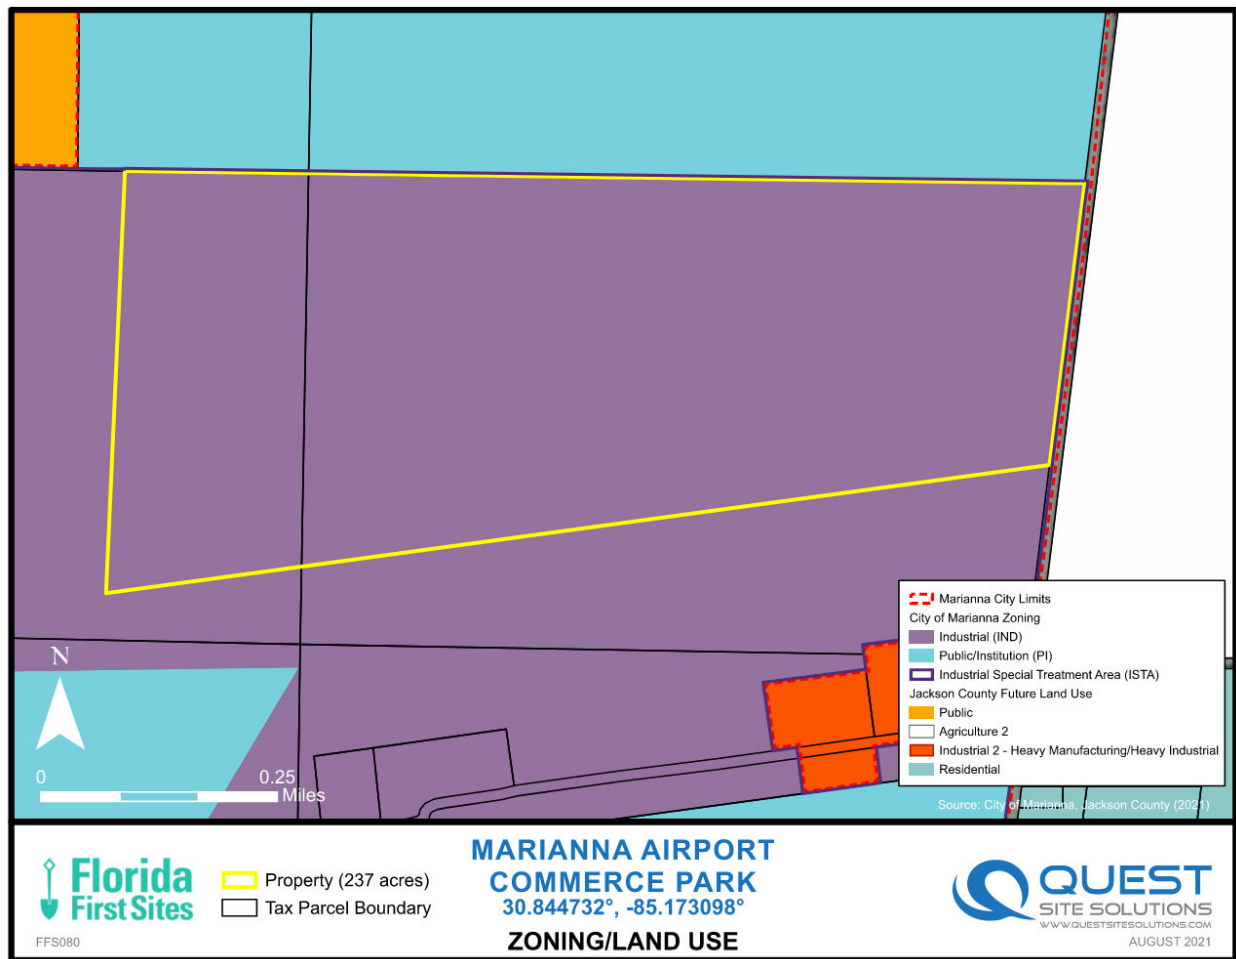 N
0
0.25
Miles
Marianna City Limits
City of Marianna Zoning
Industrial (IND)
Public/Institution (PI)
Industrial Special Treatment Area (ISTA)
Jackson County Future Land Use
Public
Agriculture 2
Industrial 2 - Heavy Manufacturing/Heavy Industrial
Residential
Source: City of Marianna, Jackson County (2021)
Florida
First Sites
FFS080
Property (237 acres)
Tax Parcel Boundary
MARIANNA AIRPORT
COMMERCE PARK
30.844732°, -85.173098°
ZONING/LAND USE
QUEST
SITE SOLUTIONS
WWW.QUESTSITESOLUTIONS.COM
AUGUST 2021